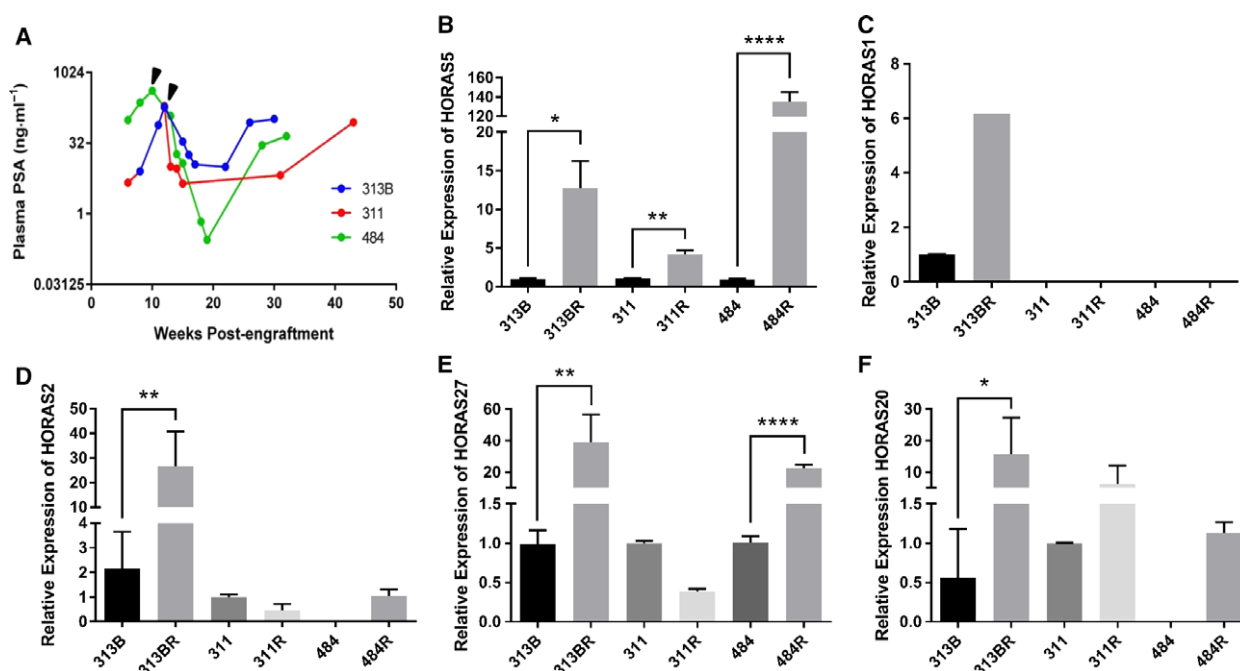 A
Plasma PSA (ng·ml⁻¹)
1024
32
1
0.03125
0 10 20 30 40 50
Weeks Post-engraftment
313B
311
484
B
Relative Expression of HORAS5
160
140
120
100
20
15
10
5
0
* ** ****
313B 313BR 311 311R 484 484R
C
Relative Expression of HORAS1
8
6
4
2
0
313B 313BR 311 311R 484 484R
D
Relative Expression of HORAS2
50
40
30
20
10
4
3
2
1
0
**
313B 313BR 311 311R 484 484R
E
Relative Expression of HORAS27
60
40
20
1.5
1.0
0.5
0.0
** ****
313B 313BR 311 311R 484 484R
F
Relative Expression HORAS20
30
20
10
1.5
1.0
0.5
0.0
*
313B 313BR 311 311R 484 484R